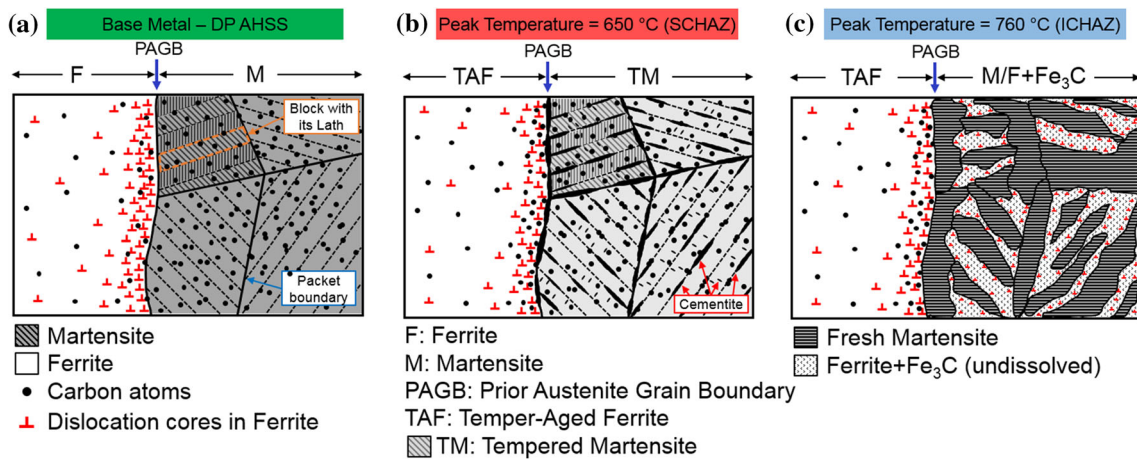 (a)
Base Metal – DP AHSS
PAGB
F
M
Block with
its Lath
Packet
boundary
Martensite
Ferrite
Carbon atoms
Dislocation cores in Ferrite
(b)
Peak Temperature = 650 °C (SCHAZ)
PAGB
TAF
TM
Cementite
F: Ferrite
M: Martensite
PAGB: Prior Austenite Grain Boundary
TAF: Temper-Aged Ferrite
TM: Tempered Martensite
(c)
Peak Temperature = 760 °C (ICHAZ)
PAGB
TAF
M/F+Fe₃C
Fresh Martensite
Ferrite+Fe₃C (undissolved)